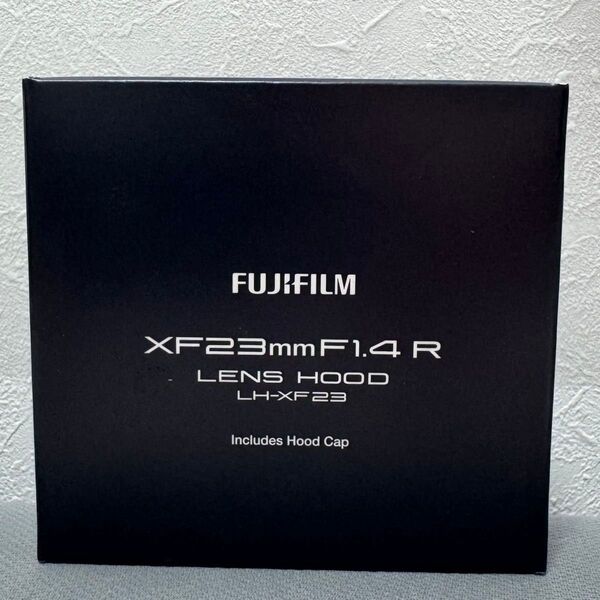 FUJIFILM
XF23mmF1.4 R
LENS HOOD
LH-XF23
Includes Hood Cap